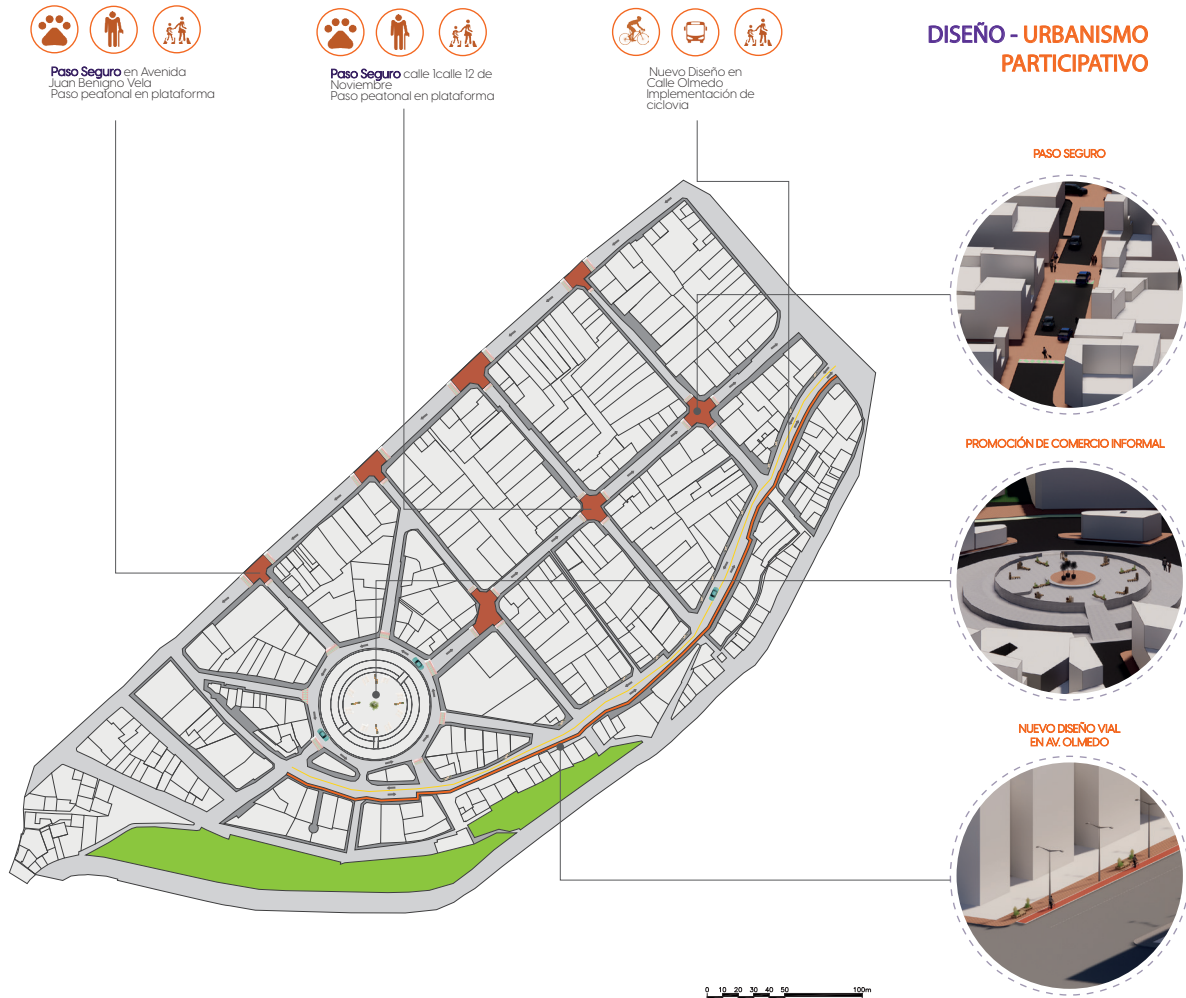 Paso Seguro en Avenida
Juan Benigno Vela
Paso peatonal en plataforma
Paso Seguro calle 1calle 12 de
Noviembre
Paso peatonal en plataforma
Nuevo Diseño en
Calle Olmedo
Implementación de
ciclovia
DISEÑO - URBANISMO
PARTICIPATIVO
PASO SEGURO
PROMOCIÓN DE COMERCIO INFORMAL
NUEVO DISEÑO VIAL
EN AV. OLMEDO
0 10 20 30 40 50 100m